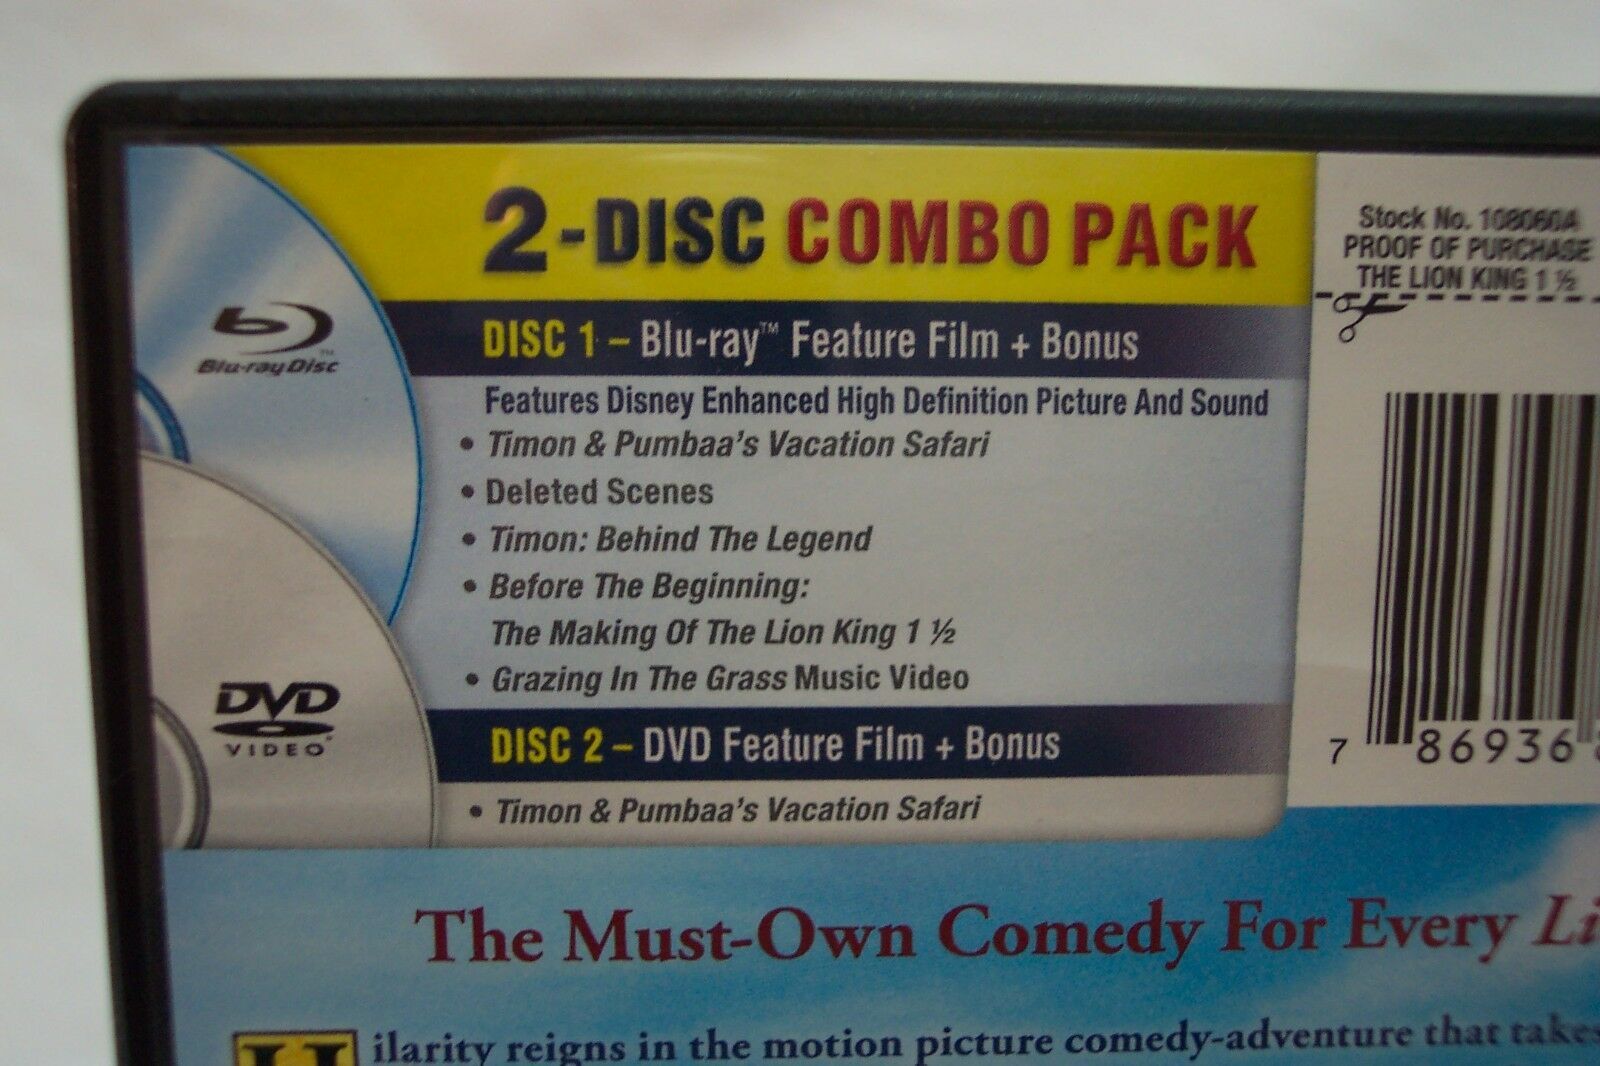 2-DISC COMBO PACK
Stock No. 108060A
PROOF OF PURCHASE
THE LION KING 1 ½
Blu-ray Disc™
DISC 1 – Blu-ray™ Feature Film + Bonus
Features Disney Enhanced High Definition Picture And Sound
• Timon & Pumbaa's Vacation Safari
• Deleted Scenes
• Timon: Behind The Legend
• Before The Beginning:
The Making Of The Lion King 1 ½
• Grazing In The Grass Music Video
DVD
VIDEO
DISC 2 – DVD Feature Film + Bonus
7 86936
• Timon & Pumbaa's Vacation Safari
The Must-Own Comedy For Every Li
Hilarity reigns in the motion picture comedy-adventure that takes